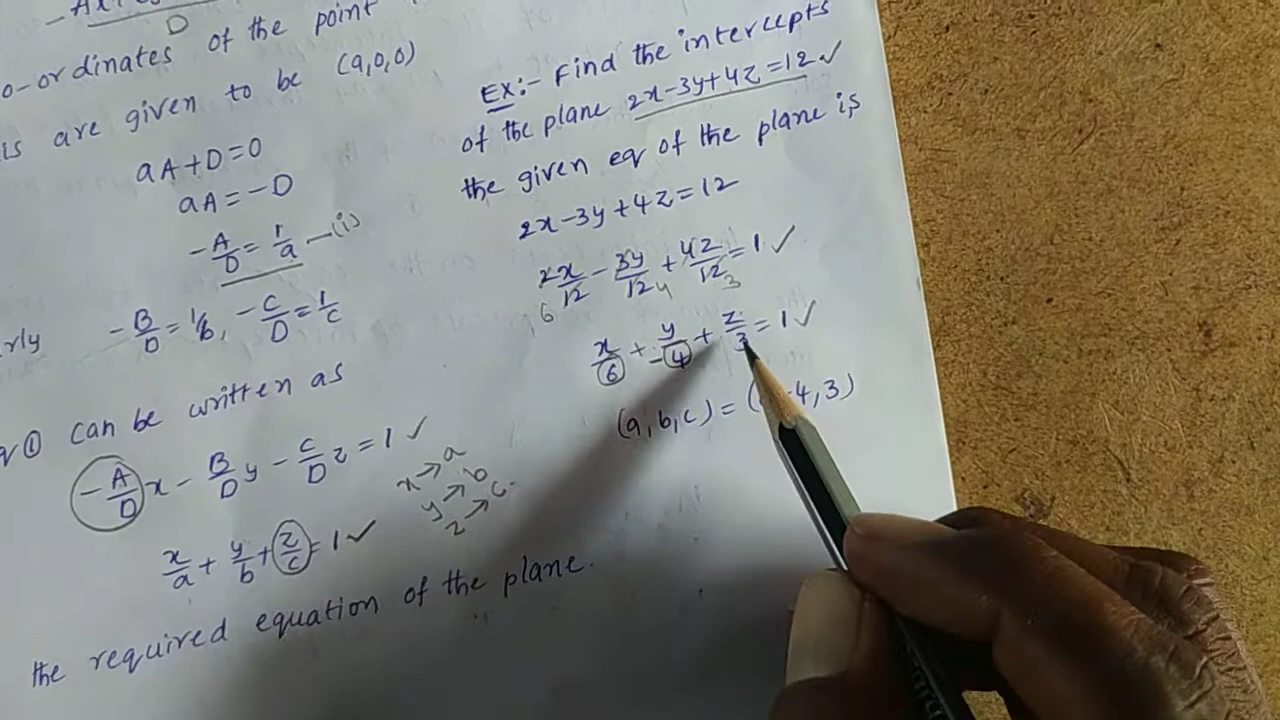 D
o-ordinates of the point
is are given to be (a,0,0)
aA+D=0
aA=-D
-A/D = 1/a —(i)
rly -B/D = 1/b, -C/D = 1/c
① can be written as
-A/D x - B/D y - C/D z = 1 ✓
x→a
y→b
z→c.
x/a + y/b + z/c = 1 ✓
the required equation of the plane.
EX:- Find the intercepts
of the plane 2x-3y+4z=12 ✓
the given eq of the plane is
2x-3y+4z=12
2x/12 - 3y/12 + 4z/12 = 1 ✓
6 4 3
x/6 + y/-4 + z/3 = 1 ✓
(a,b,c) = ( -4,3)